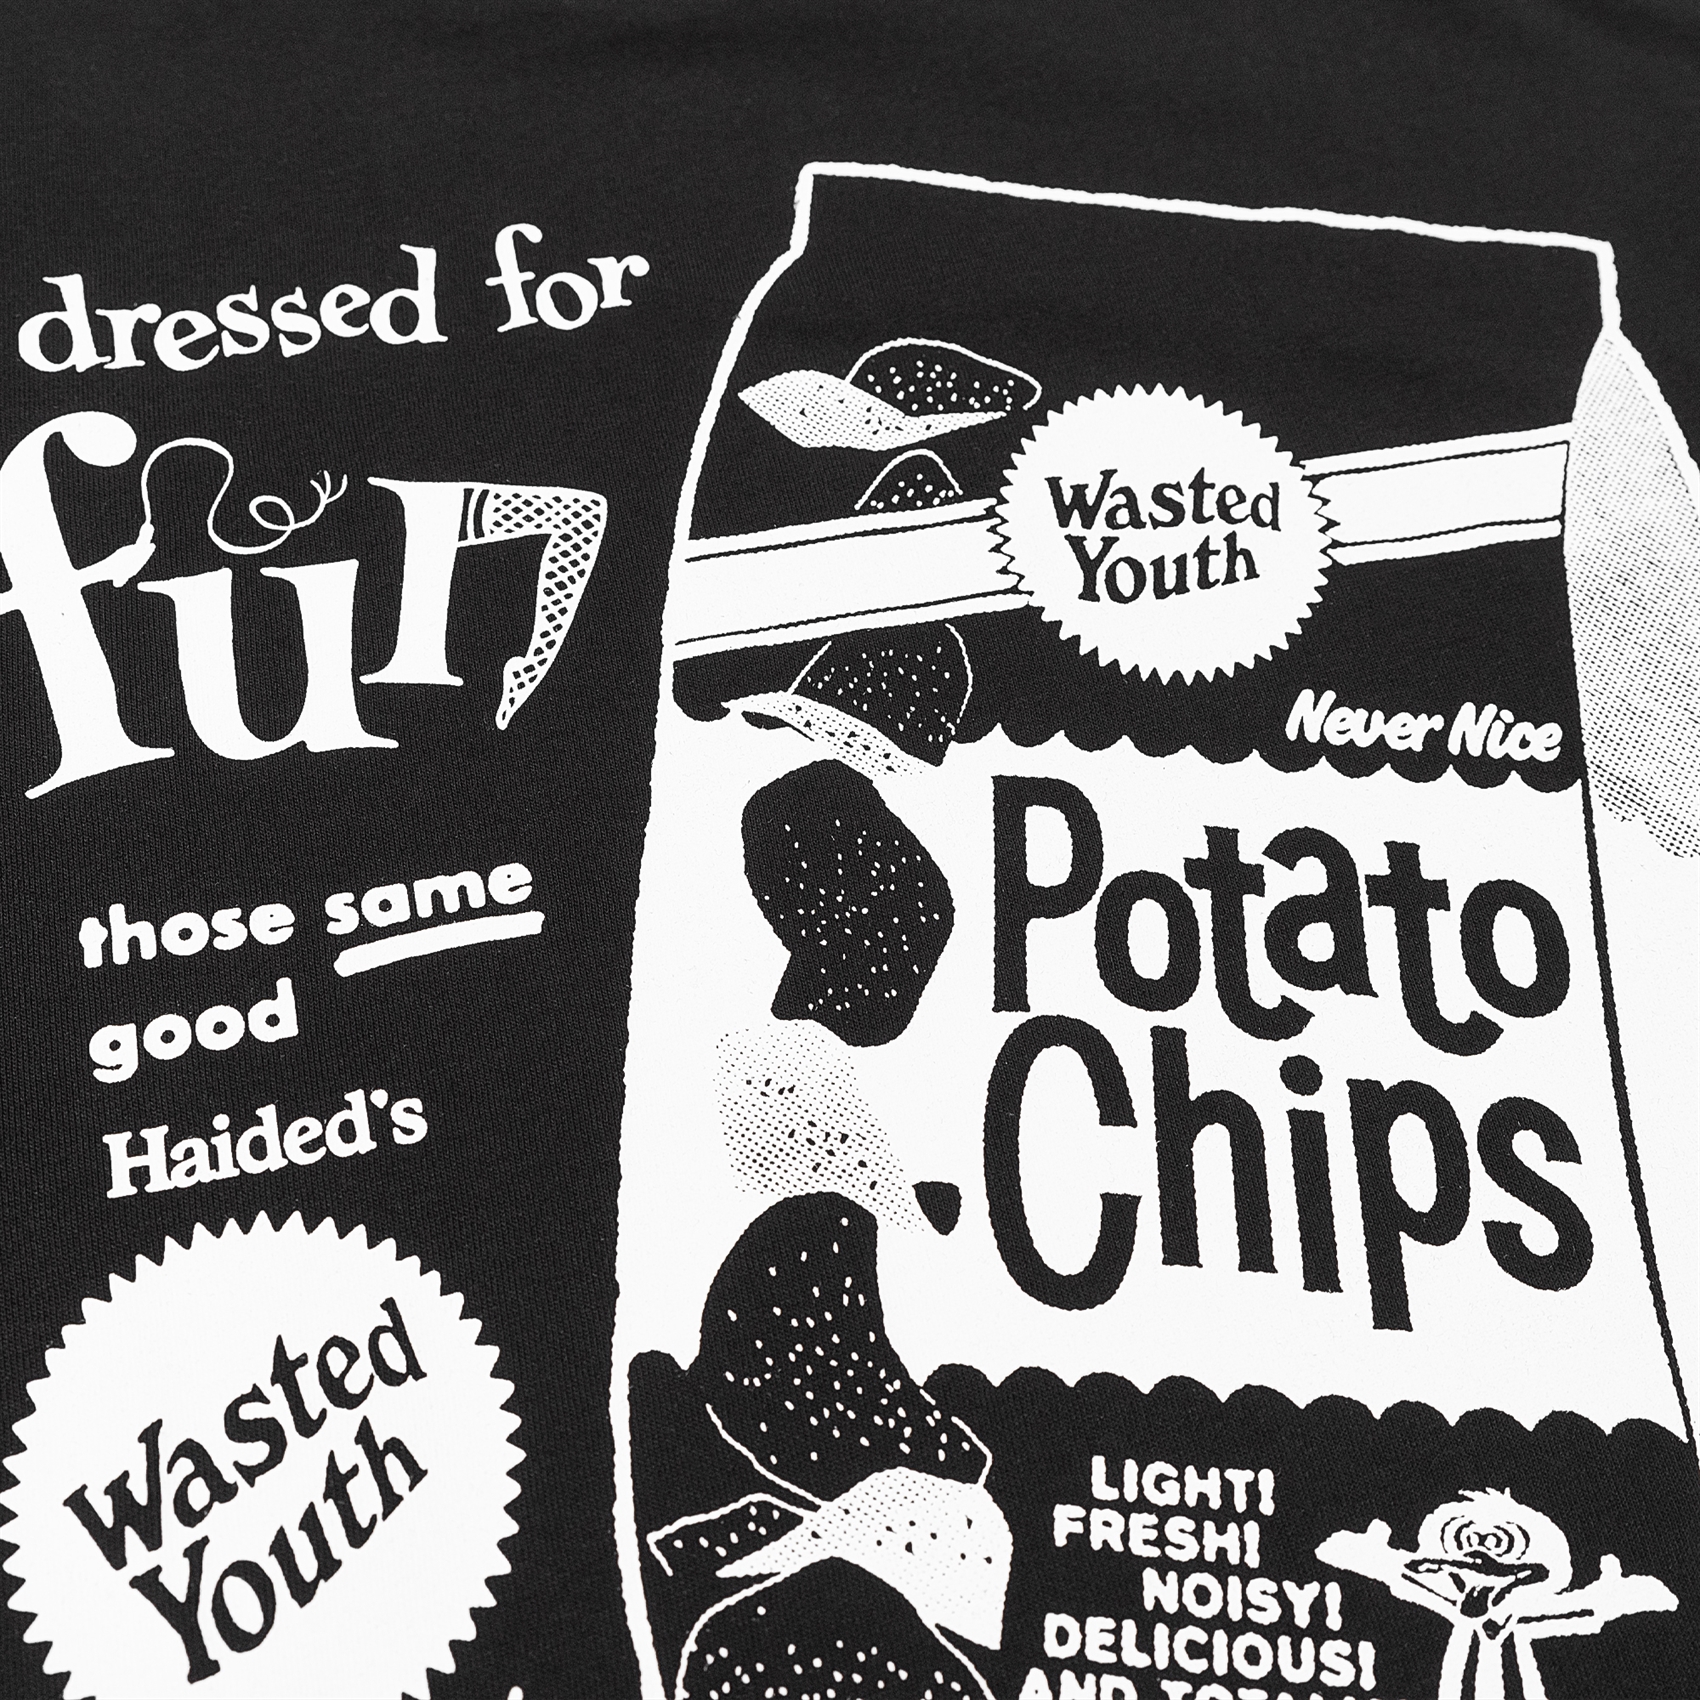 dressed for
fun
those same
good
Haided's
Wasted
Youth
Wasted
Youth
Never Nice
Potato
Chips
LIGHT!
FRESH!
NOISY!
DELICIOUS!
AND